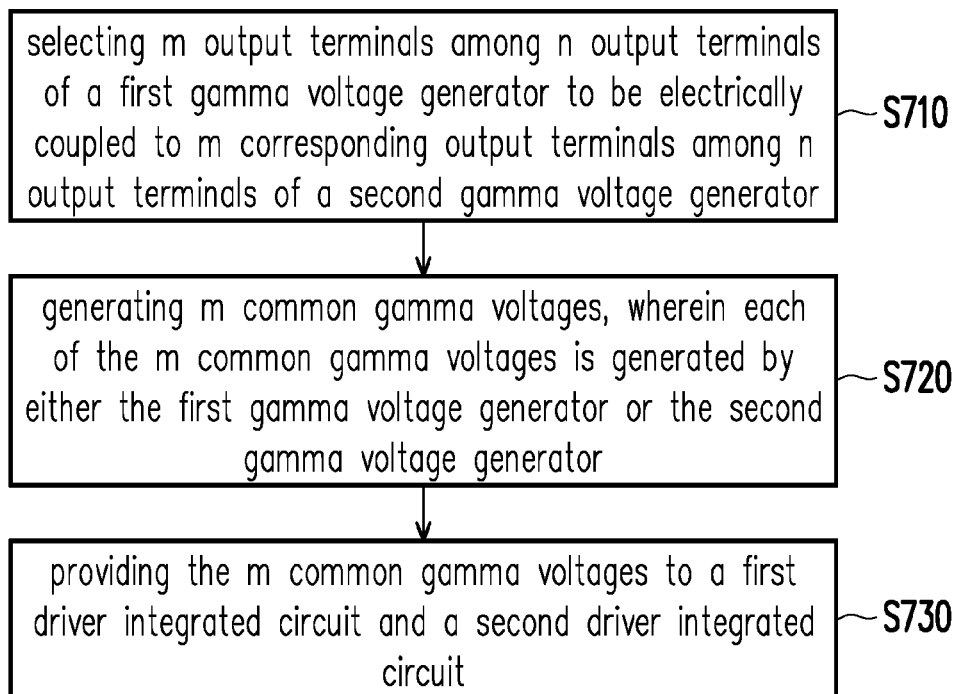 selecting m output terminals among n output terminals
of a first gamma voltage generator to be electrically
coupled to m corresponding output terminals among n
output terminals of a second gamma voltage generator
S710
generating m common gamma voltages, wherein each
of the m common gamma voltages is generated by
either the first gamma voltage generator or the second
gamma voltage generator
S720
providing the m common gamma voltages to a first
driver integrated circuit and a second driver integrated
circuit
S730